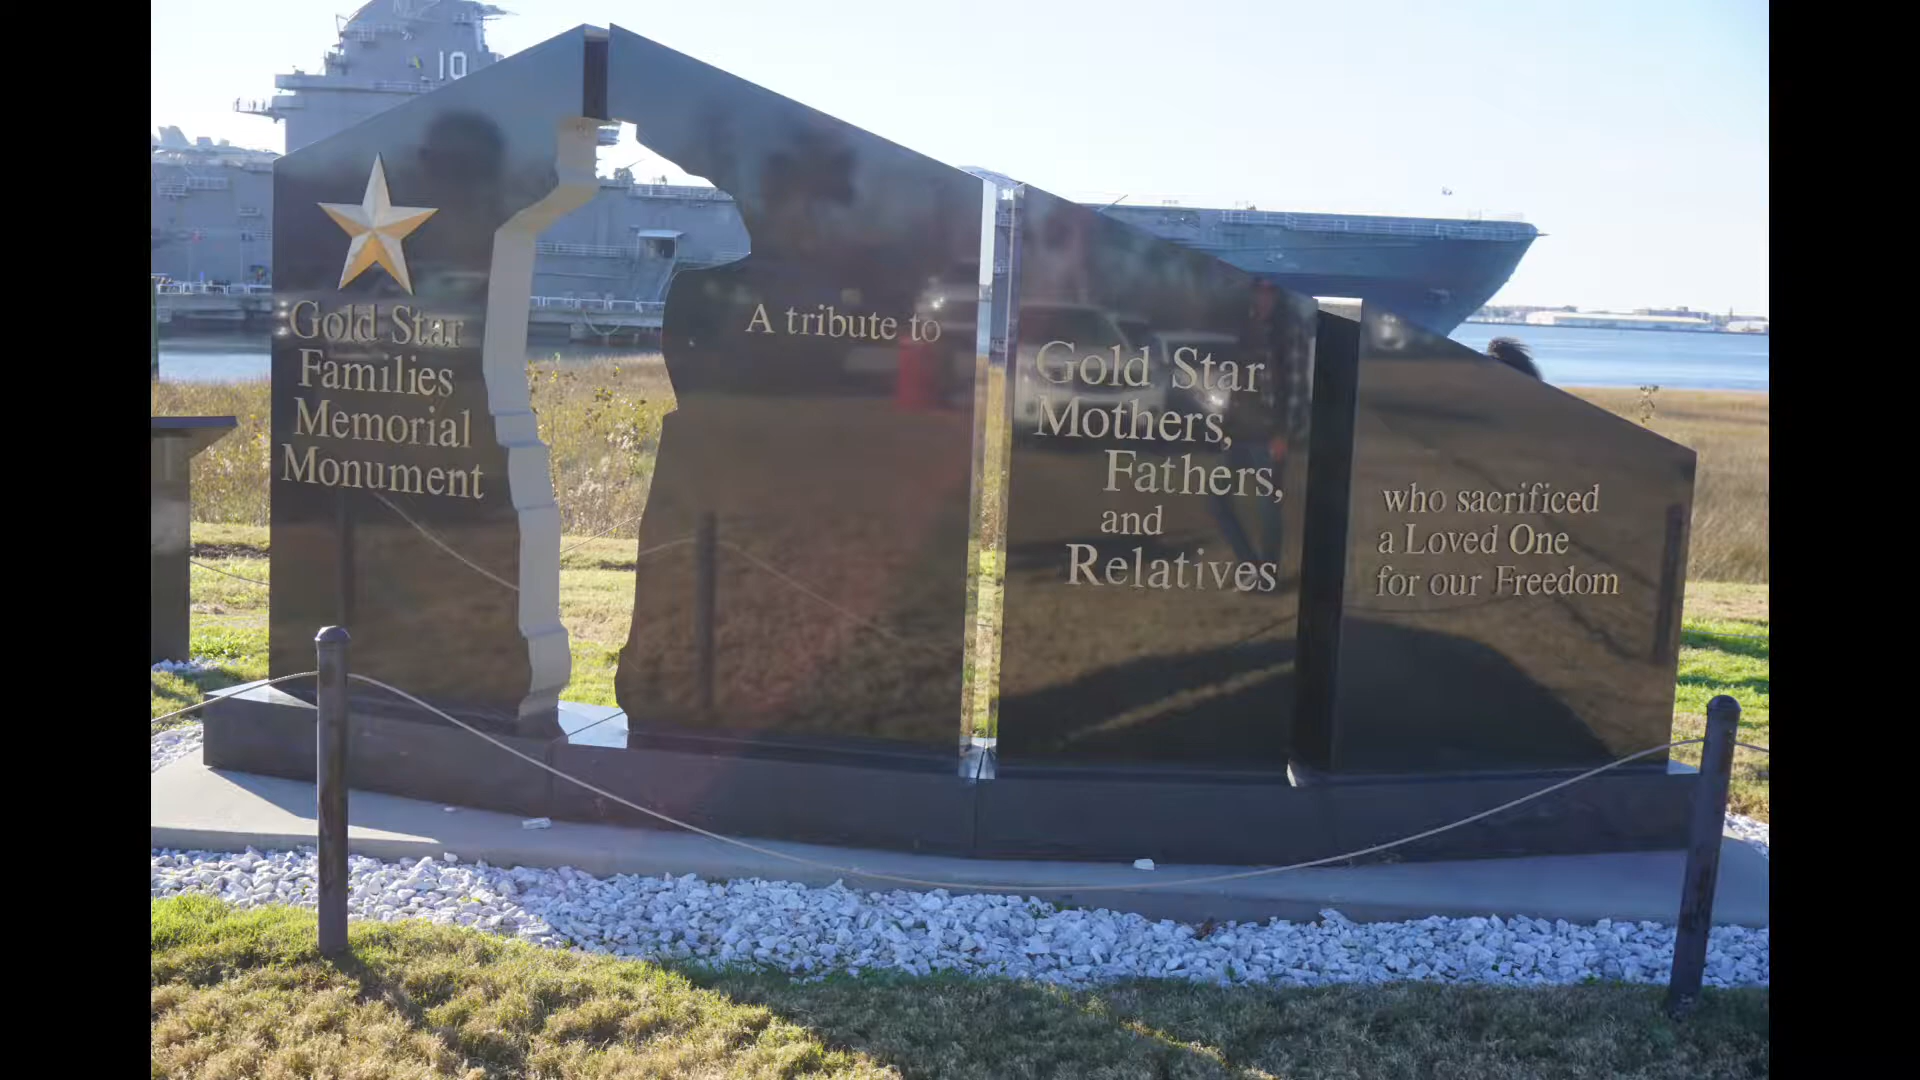 10
Gold Star
Families
Memorial
Monument
A tribute to
Gold Star
Mothers,
Fathers,
and
Relatives
who sacrificed
a Loved One
for our Freedom